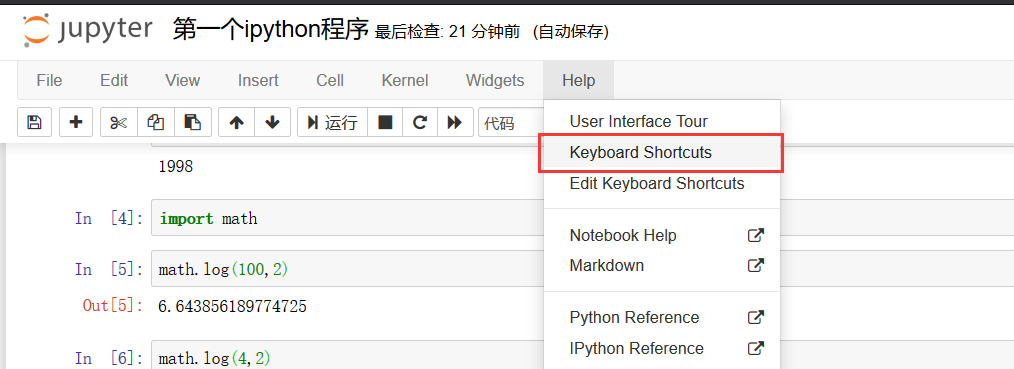 jupyter 第一个ipython程序 最后检查: 21 分钟前 (自动保存)
File Edit View Insert Cell Kernel Widgets Help
运行 代码
User Interface Tour
Keyboard Shortcuts
Edit Keyboard Shortcuts
Notebook Help
Markdown
Python Reference
IPython Reference
1998
In [4]: import math
In [5]: math.log(100,2)
Out[5]: 6.643856189774725
In [6]: math.log(4,2)